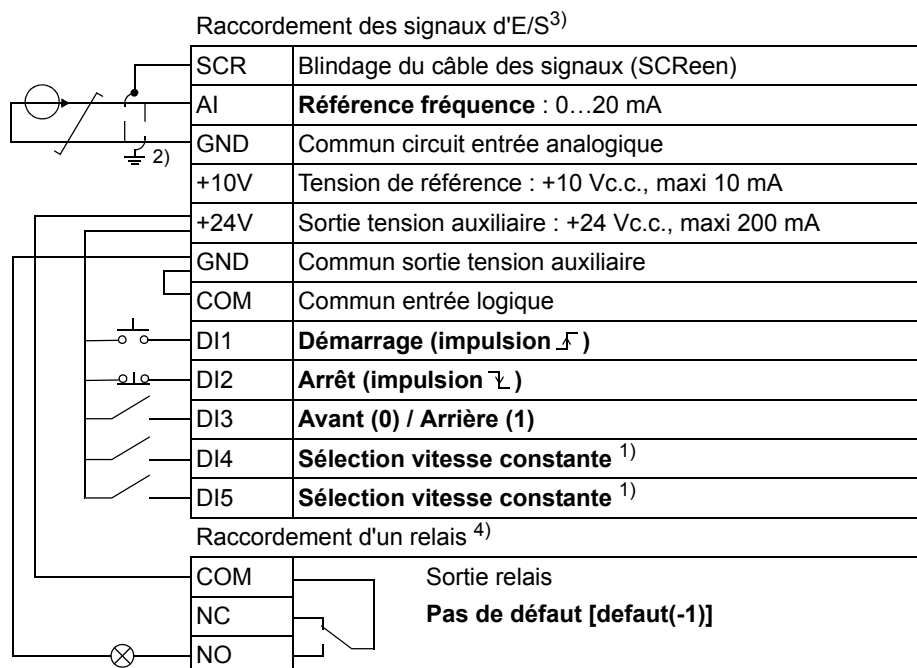 Raccordement des signaux d'E/S3)
SCR Blindage du câble des signaux (SCReen)
AI Référence fréquence : 0…20 mA
GND Commun circuit entrée analogique
2)
+10V Tension de référence : +10 Vc.c., maxi 10 mA
+24V Sortie tension auxiliaire : +24 Vc.c., maxi 200 mA
GND Commun sortie tension auxiliaire
COM Commun entrée logique
DI1 Démarrage (impulsion )
DI2 Arrêt (impulsion )
DI3 Avant (0) / Arrière (1)
DI4 Sélection vitesse constante 1)
DI5 Sélection vitesse constante 1)
Raccordement d'un relais 4)
COM Sortie relais
NC Pas de défaut [defaut(-1)]
NO